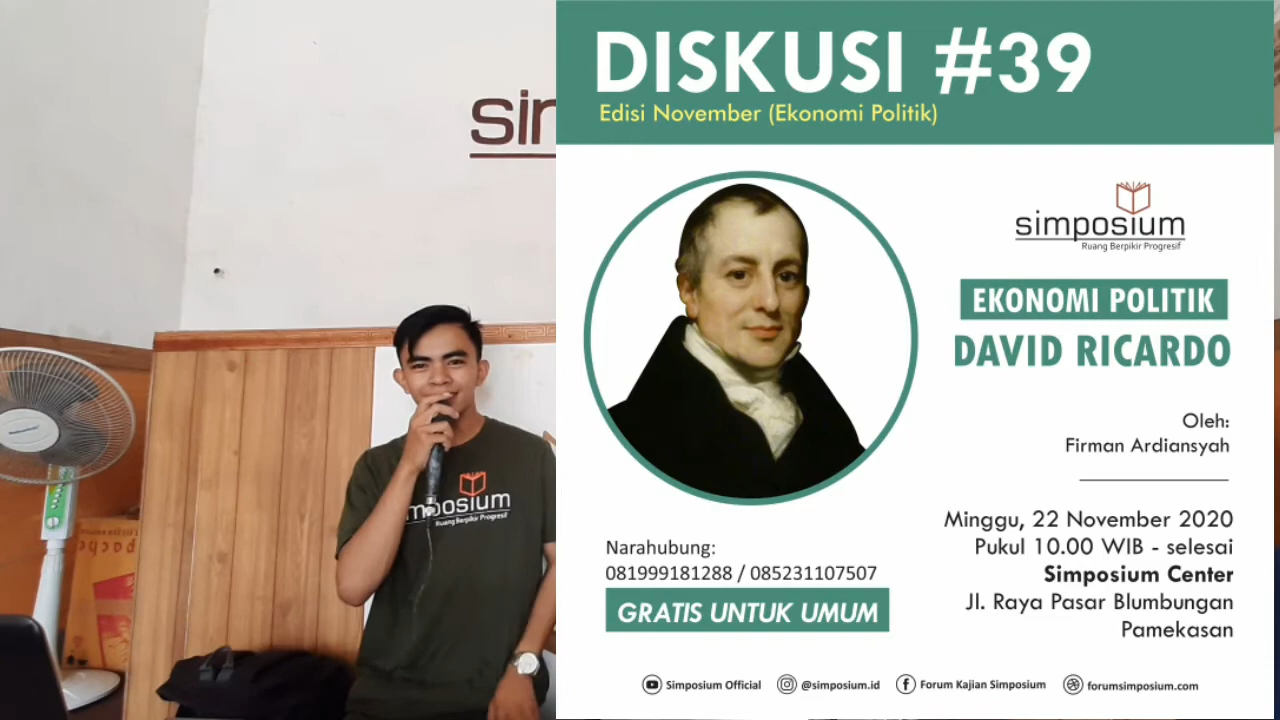 sim
simposium
Ruang Berpikir Progresif
DISKUSI #39
Edisi November (Ekonomi Politik)
simposium
Ruang Berpikir Progresif
EKONOMI POLITIK
DAVID RICARDO
Oleh:
Firman Ardiansyah
Minggu, 22 November 2020
Pukul 10.00 WIB - selesai
Simposium Center
Jl. Raya Pasar Blumbungan
Pamekasan
Narahubung:
081999181288 / 085231107507
GRATIS UNTUK UMUM
Simposium Official
@simposium.id
Forum Kajian Simposium
forumsimposium.com